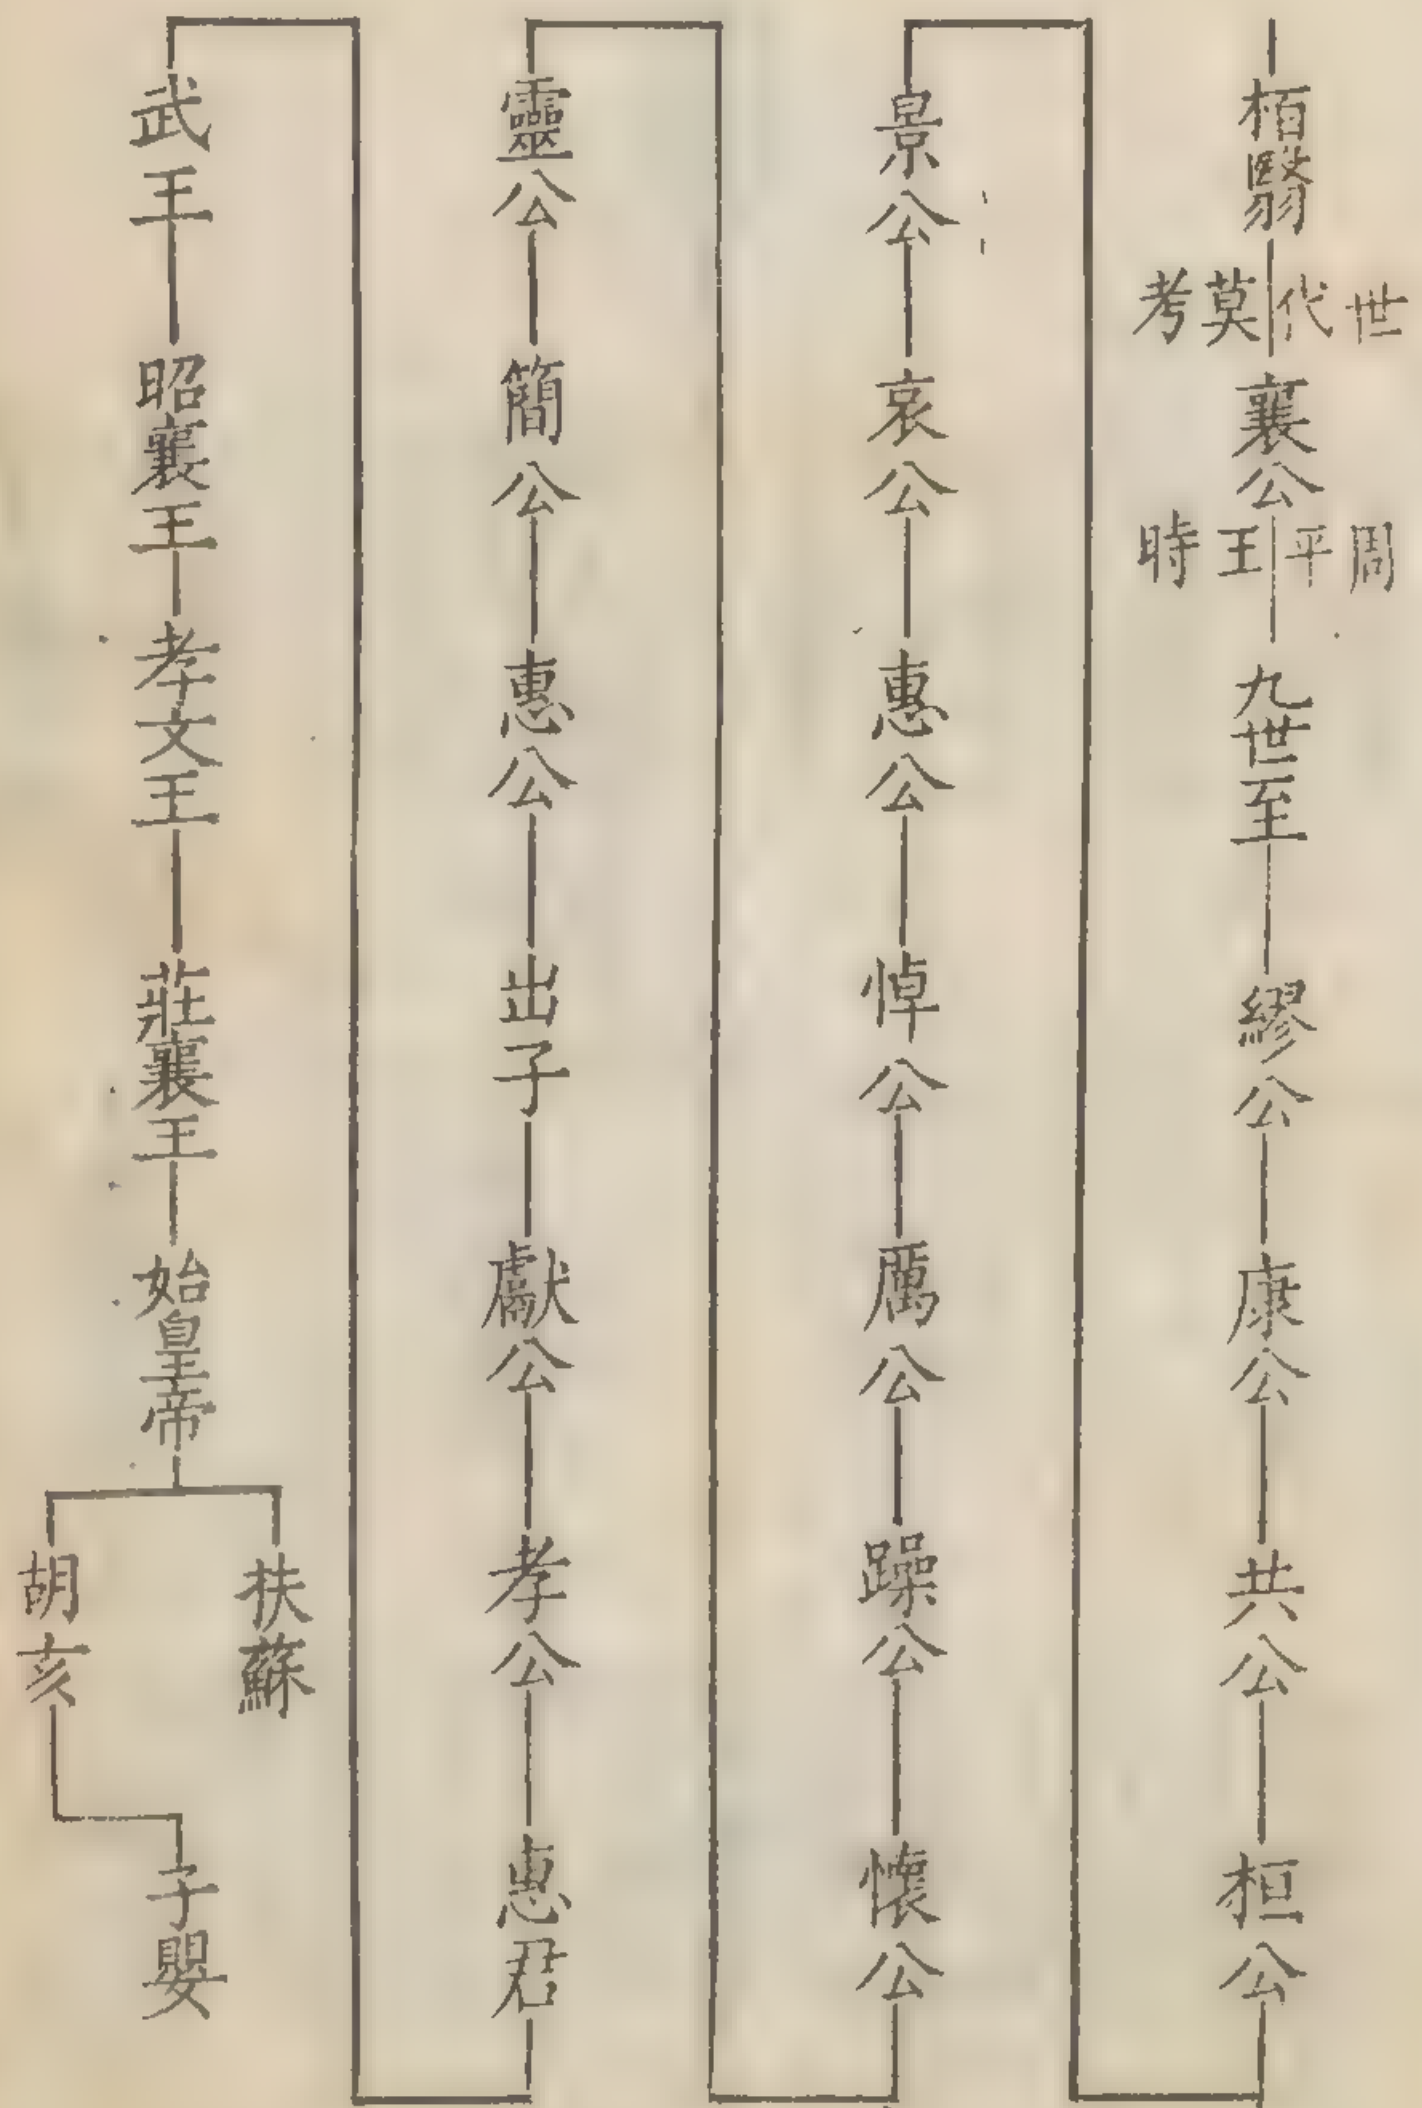 栢翳
世代莫考
襄公
周平王時
九世至
繆公
康公
共公
桓公
景公
哀公
惠公
悼公
厲公
躁公
懷公
靈公
簡公
惠公
出子
獻公
孝公
惠君
武王
昭襄王
孝文王
莊襄王
始皇帝
扶蘇
胡亥
子嬰